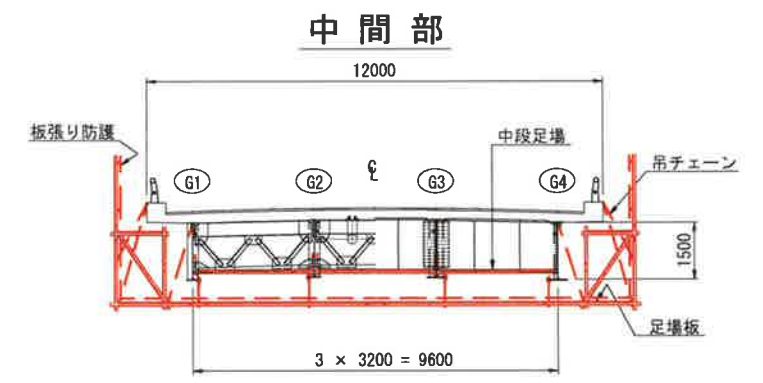 中間部
12000
板張り防護
中段足場
吊チェーン
G1
G2
℄
G3
G4
1500
足場板
3 × 3200 = 9600